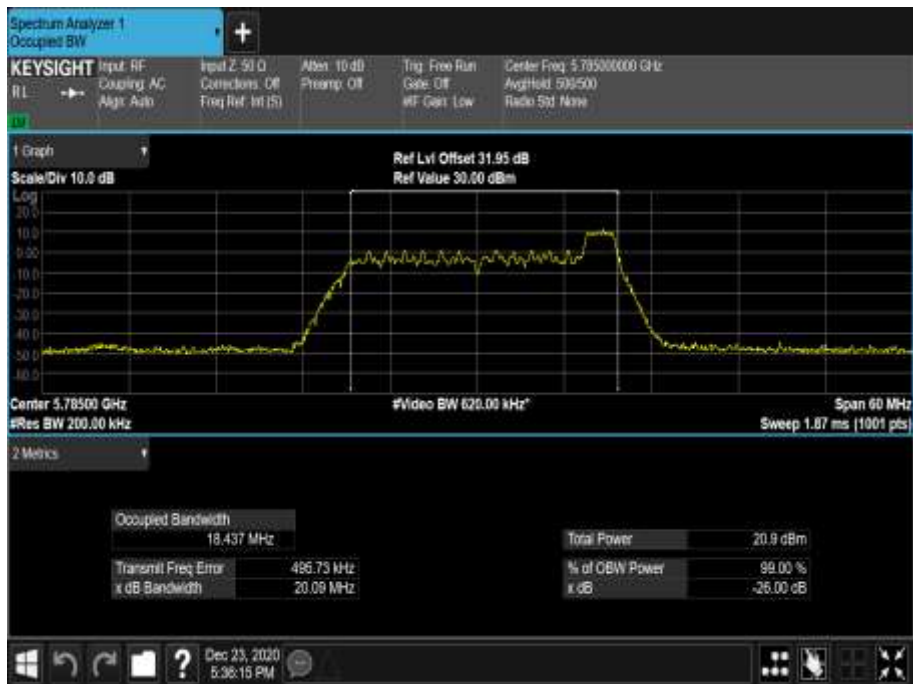 Spectrum Analyzer 1
Occupied BW
+
KEYSIGHT Input: RF
RL Coupling: AC
Align: Auto
Input Z: 50 Ω
Corrections: Off
Freq Ref: Int (S)
Atten: 10 dB
Preamp: Off
Trig: Free Run
Gate: Off
#IF Gain: Low
Center Freq: 5.785000000 GHz
Avg|Hold: 500/500
Radio Std: None
1 Graph
Scale/Div 10.0 dB
Ref Lvl Offset 31.95 dB
Ref Value 30.00 dBm
Log
20.0
10.0
0.00
-10.0
-20.0
-30.0
-40.0
-50.0
-60.0
Center 5.78500 GHz
#Res BW 200.00 kHz
#Video BW 620.00 kHz*
Span 60 MHz
Sweep 1.87 ms (1001 pts)
2 Metrics
Occupied Bandwidth
18.437 MHz
Transmit Freq Error 495.73 kHz
x dB Bandwidth 20.09 MHz
Total Power 20.9 dBm
% of OBW Power 99.00 %
x dB -26.00 dB
?
Dec 23, 2020
5:36:15 PM